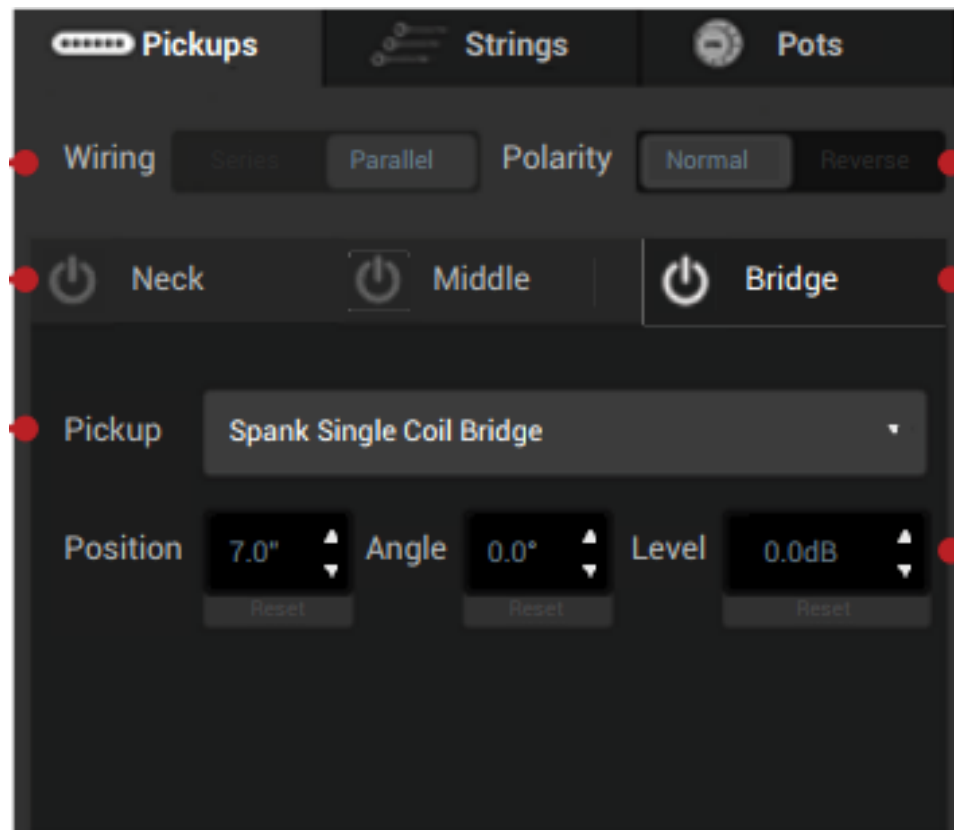 Pickups Strings Pots
Wiring Series Parallel Polarity Normal Reverse
Neck Middle Bridge
Pickup Spank Single Coil Bridge
Position 7.0" Angle 0.0° Level 0.0dB
Reset Reset Reset